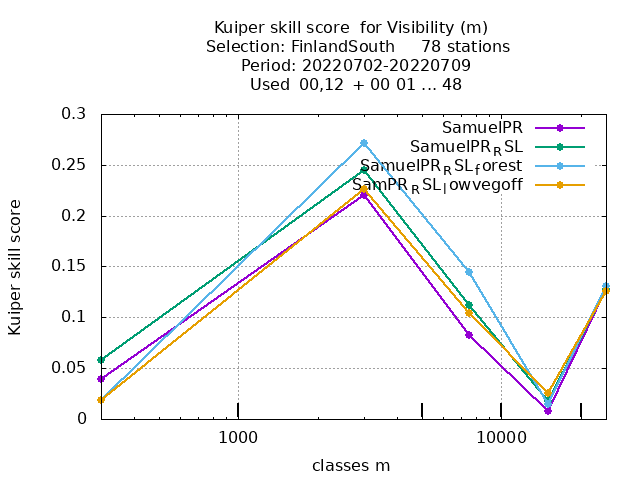 Kuiper skill score  for Visibility (m)
Selection: FinlandSouth     78 stations
Period: 20220702-20220709
Used  00,12  + 00 01 ... 48
0.3
0.25
0.2
0.15
0.1
0.05
0
Kuiper skill score
SamuelPR
SamuelPR_RSL
SamuelPR_RSL_forest
SamPR_RSL_lowvegoff
1000 10000
classes m